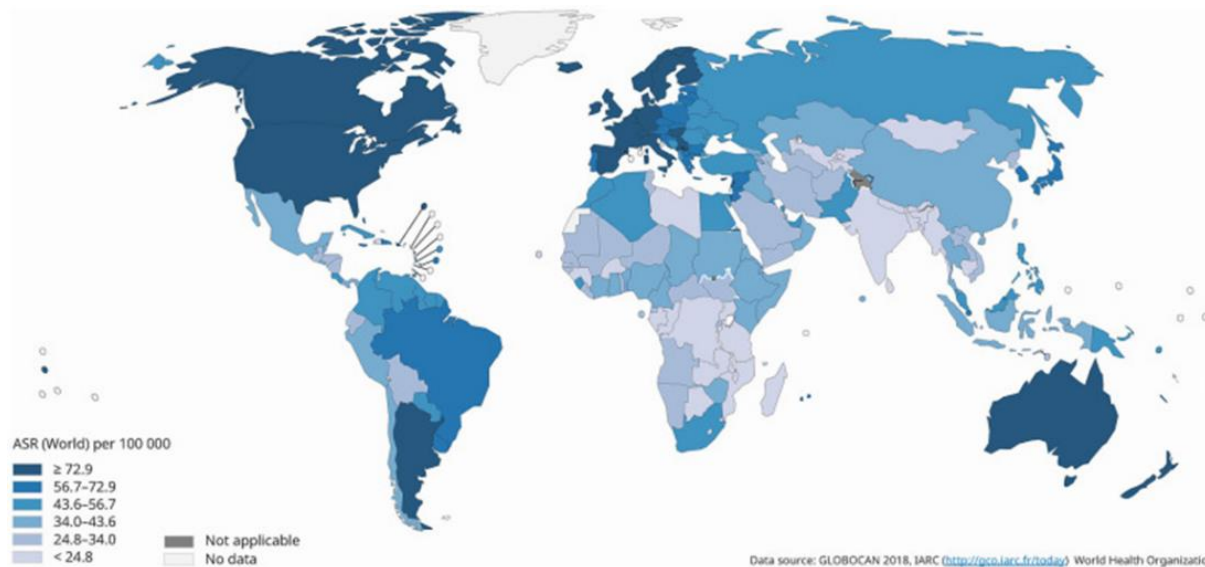 ASR (World) per 100 000
≥ 72.9
56.7–72.9
43.6–56.7
34.0–43.6
24.8–34.0
< 24.8
Not applicable
No data
Data source: GLOBOCAN 2018, IARC (http://gco.iarc.fr/today) World Health Organizatio